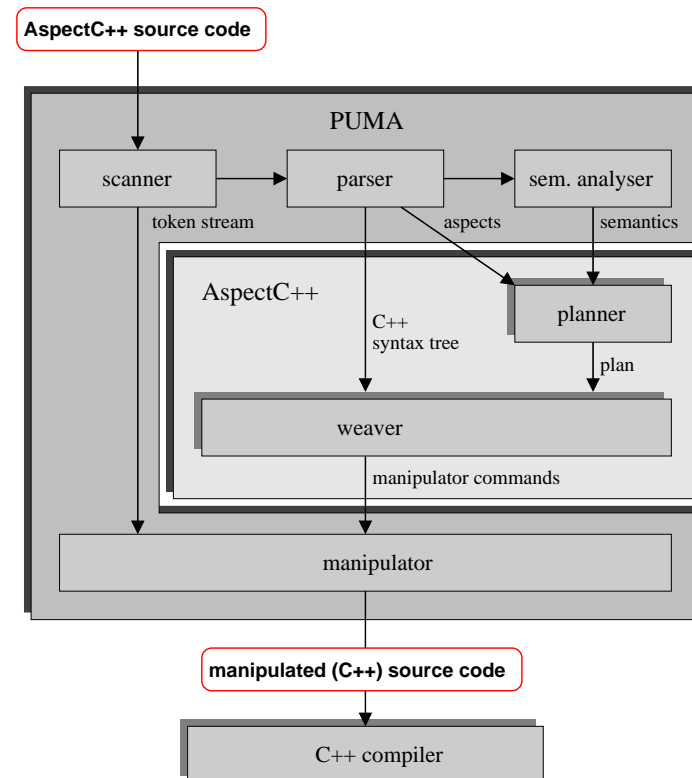 AspectC++ source code
PUMA
scanner
parser
sem. analyser
token stream
aspects
semantics
AspectC++
planner
C++
syntax tree
plan
weaver
manipulator commands
manipulator
manipulated (C++) source code
C++ compiler